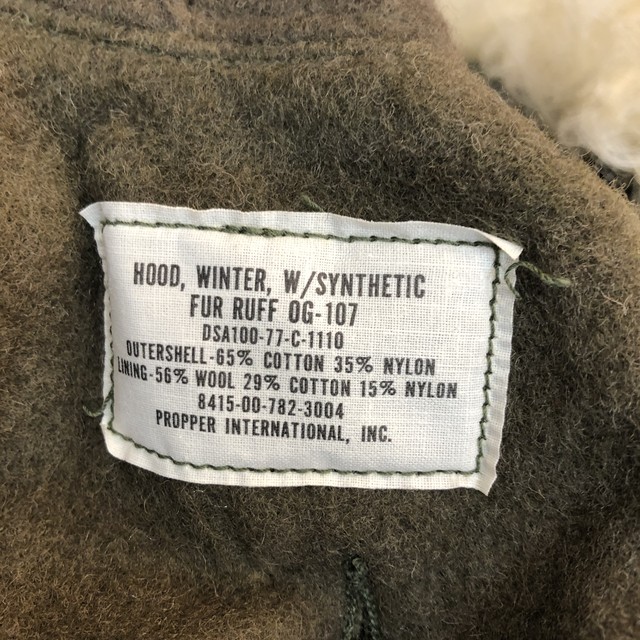 HOOD, WINTER, W/SYNTHETIC
FUR RUFF OG-107
DSA100-77-C-1110
OUTERSHELL-65% COTTON 35% NYLON
LINING-56% WOOL 29% COTTON 15% NYLON
8415-00-782-3004
PROPPER INTERNATIONAL, INC.